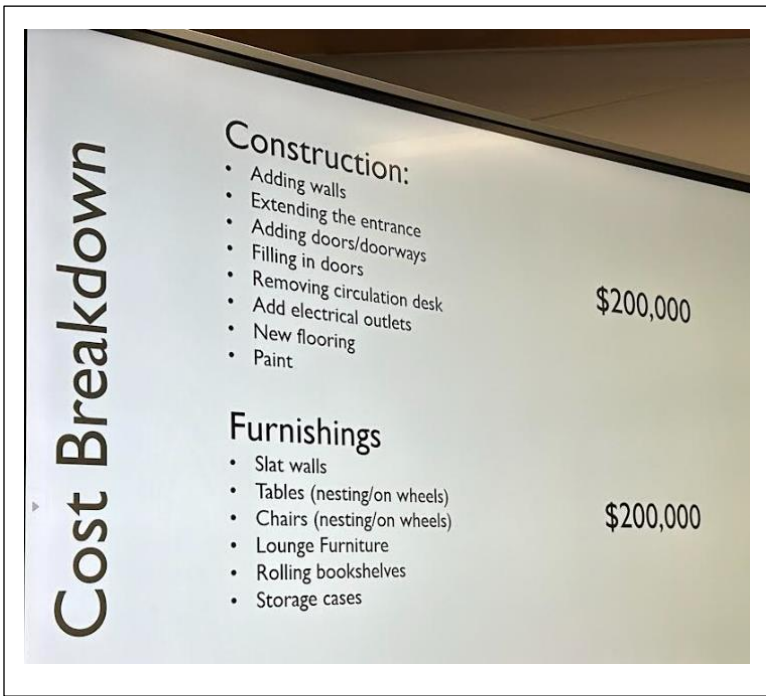 Cost Breakdown
Construction:
• Adding walls
• Extending the entrance
• Adding doors/doorways
• Filling in doors
• Removing circulation desk
• Add electrical outlets
• New flooring
• Paint
$200,000
Furnishings
• Slat walls
• Tables (nesting/on wheels)
• Chairs (nesting/on wheels)
• Lounge Furniture
• Rolling bookshelves
• Storage cases
$200,000